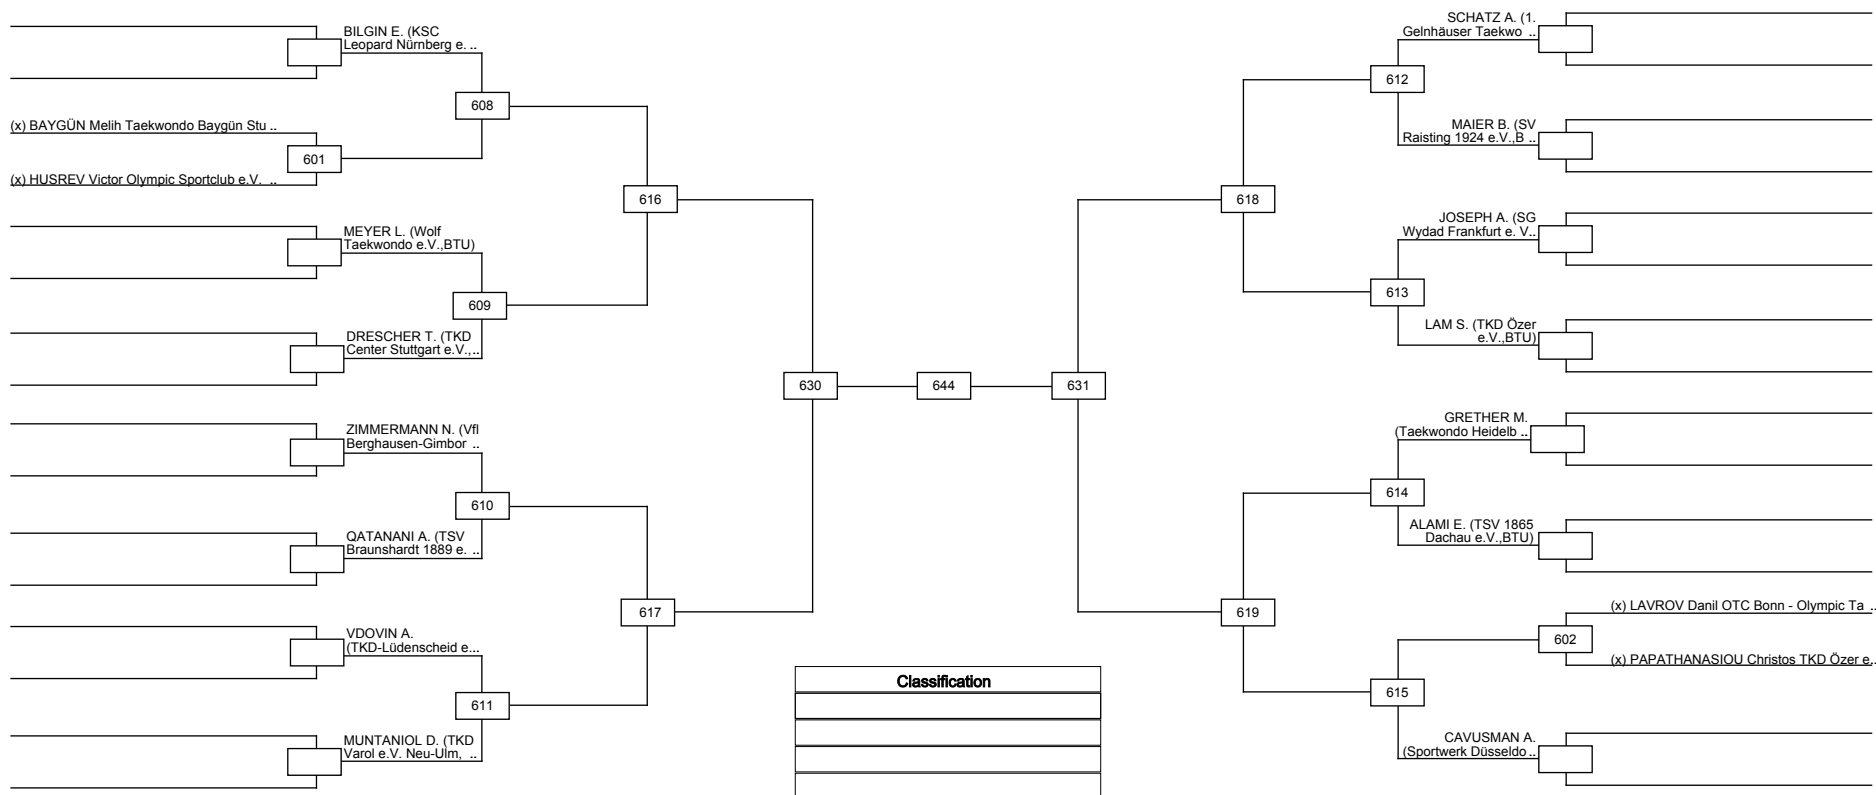 BILGIN E. (KSC
Leopard Nürnberg e. ..
608
(x) BAYGÜN Melih Taekwondo Baygün Stu ..
601
(x) HUSREV Victor Olympic Sportclub e.V. ..
616
MEYER L. (Wolf
Taekwondo e.V.,BTU)
609
DRESCHER T. (TKD
Center Stuttgart e.V.,..
630
ZIMMERMANN N. (Vfl
Berghausen-Gimbor ..
610
QATANANI A. (TSV
Braunshardt 1889 e. ..
617
VDOVIN A.
(TKD-Lüdenscheid e...
611
MUNTANIOL D. (TKD
Varol e.V. Neu-Ulm, ..
644
631
Classification
SCHATZ A. (1.
Gelnhäuser Taekwo ..
612
MAIER B. (SV
Raisting 1924 e.V.,B ..
618
JOSEPH A. (SG
Wydad Frankfurt e. V..
613
LAM S. (TKD Özer
e.V.,BTU)
GRETHER M.
(Taekwondo Heidelb ..
614
ALAMI E. (TSV 1865
Dachau e.V.,BTU)
619
(x) LAVROV Danil OTC Bonn - Olympic Ta ..
602
(x) PAPATHANASIOU Christos TKD Özer e..
615
CAVUSMAN A.
(Sportwerk Düsseldo ..